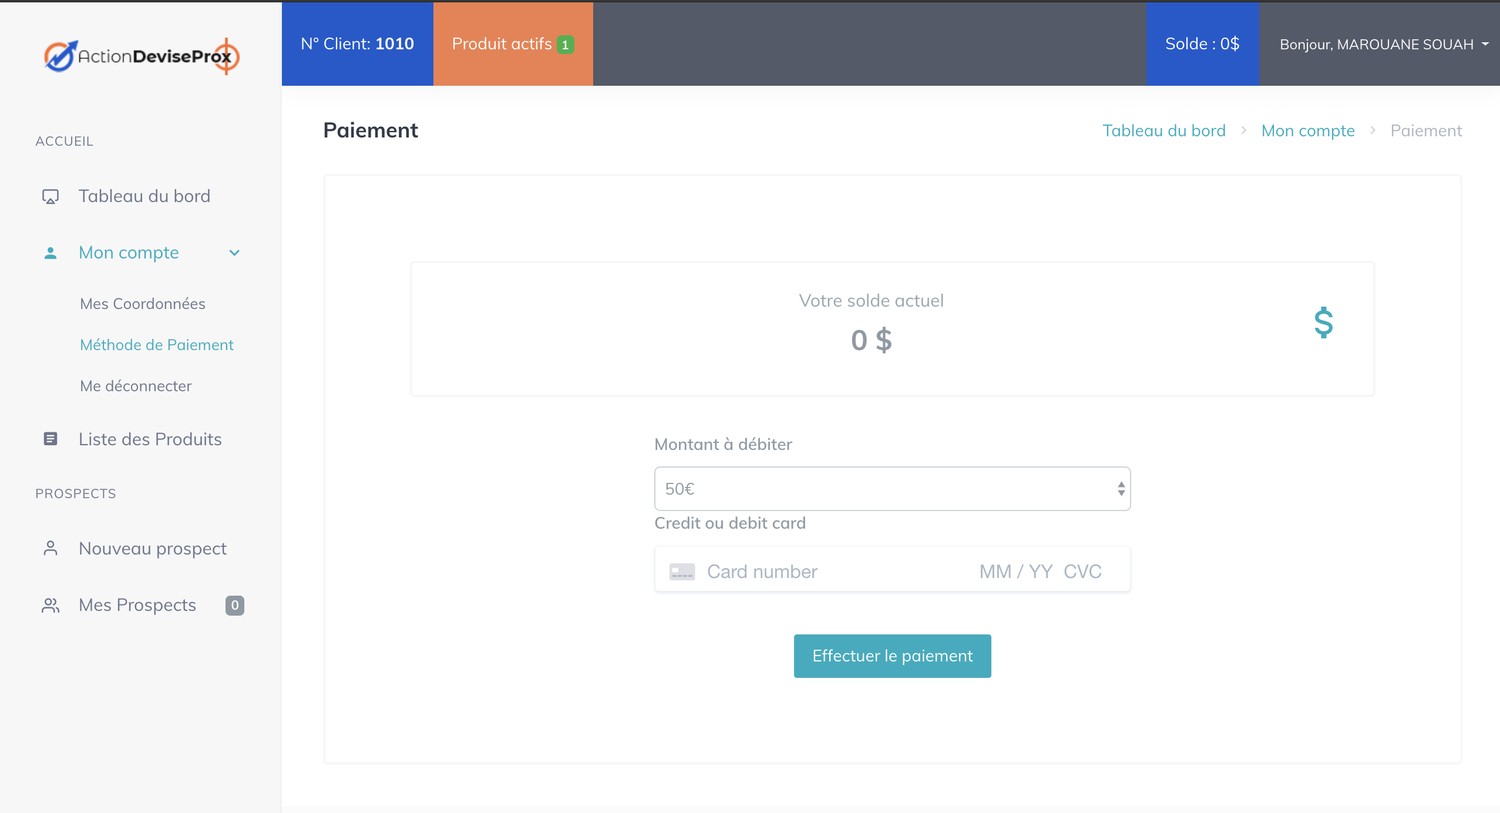 ActionDeviseProx
N° Client: 1010
Produit actifs 1
Solde : 0$
Bonjour, MAROUANE SOUAH
ACCUEIL
Tableau du bord
Mon compte
Mes Coordonnées
Méthode de Paiement
Me déconnecter
Liste des Produits
PROSPECTS
Nouveau prospect
Mes Prospects 0
Paiement
Tableau du bord > Mon compte > Paiement
Votre solde actuel
0 $
$
Montant à débiter
50€
Credit ou debit card
Card number MM / YY CVC
Effectuer le paiement